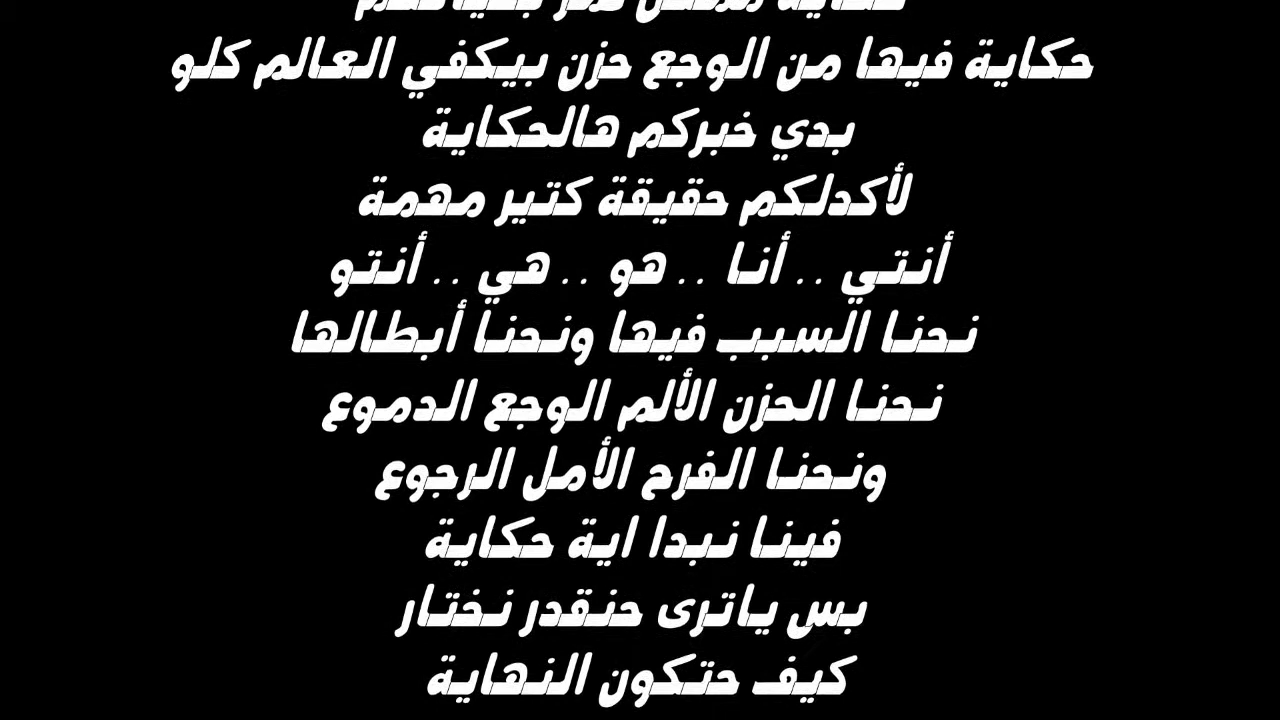 حكاية فيها من الوجع حزن بيكفي العالم كلو
بدي خبركم هالحكاية
لأكدلكم حقيقة كتير مهمة
أنتي .. أنا .. هو .. هي .. أنتو
نحنا السبب فيها ونحنا أبطالها
نحنا الحزن الألم الوجع الدموع
ونحنا الفرح الأمل الرجوع
فينا نبدا اية حكاية
بس ياترى حنقدر نختار
كيف حتكون النهاية